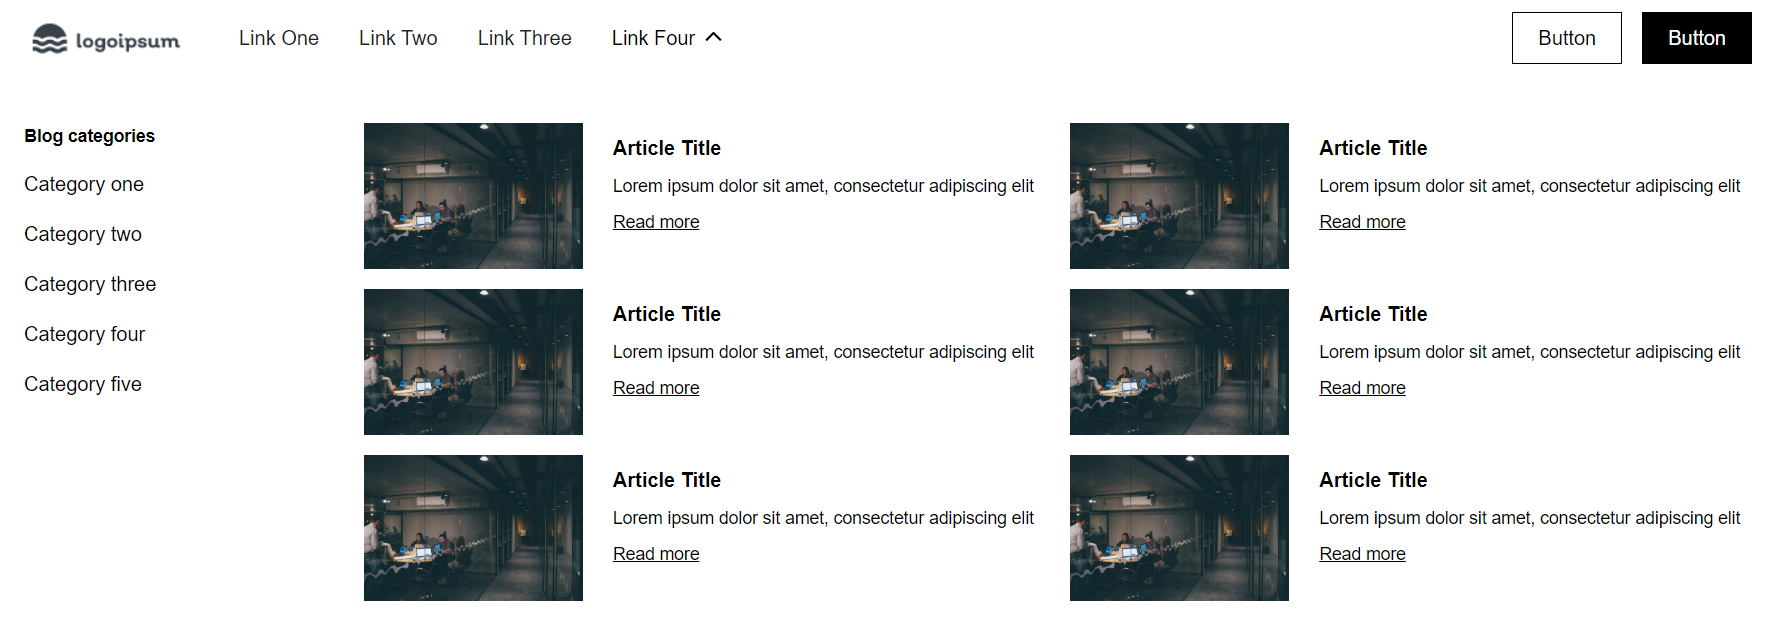 logoipsum
Link One
Link Two
Link Three
Link Four
Button
Button
Blog categories
Category one
Category two
Category three
Category four
Category five
Article Title
Lorem ipsum dolor sit amet, consectetur adipiscing elit
Read more
Article Title
Lorem ipsum dolor sit amet, consectetur adipiscing elit
Read more
Article Title
Lorem ipsum dolor sit amet, consectetur adipiscing elit
Read more
Article Title
Lorem ipsum dolor sit amet, consectetur adipiscing elit
Read more
Article Title
Lorem ipsum dolor sit amet, consectetur adipiscing elit
Read more
Article Title
Lorem ipsum dolor sit amet, consectetur adipiscing elit
Read more